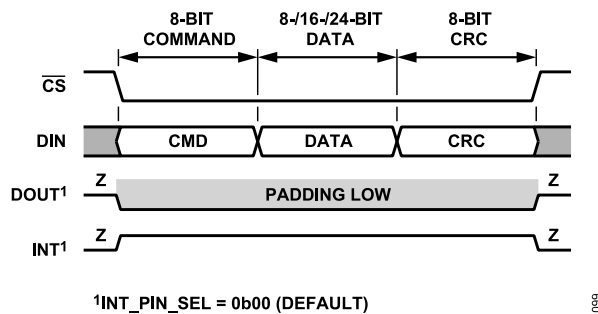 8-BIT COMMAND
8-/16-/24-BIT DATA
8-BIT CRC
CS
DIN
CMD
DATA
CRC
DOUT1
Z
PADDING LOW
Z
INT1
Z
Z
1INT_PIN_SEL = 0b00 (DEFAULT)
099